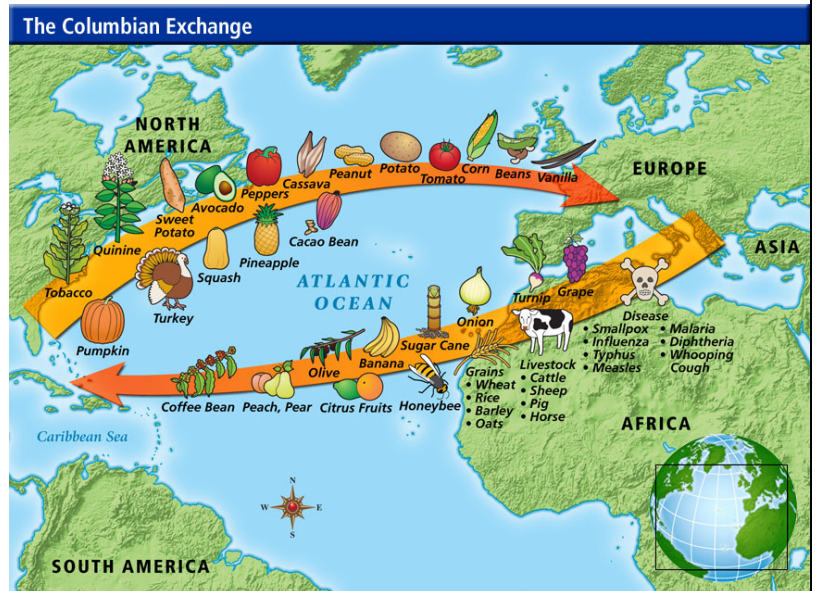 The Columbian Exchange
NORTH
AMERICA
EUROPE
ASIA
Quinine
Sweet
Potato
Avocado
Peppers
Cassava
Peanut
Potato
Tomato
Corn
Beans
Vanilla
Tobacco
Pumpkin
Turkey
Squash
Pineapple
Cacao Bean
ATLANTIC
OCEAN
Coffee Bean
Peach, Pear
Olive
Citrus Fruits
Banana
Honeybee
Sugar Cane
Onion
Grains
• Wheat
• Rice
• Barley
• Oats
Livestock
• Cattle
• Sheep
• Pig
• Horse
Turnip
Grape
Disease
• Smallpox
• Influenza
• Typhus
• Measles
• Malaria
• Diphtheria
• Whooping
Cough
AFRICA
Caribbean Sea
N
W
E
S
SOUTH AMERICA